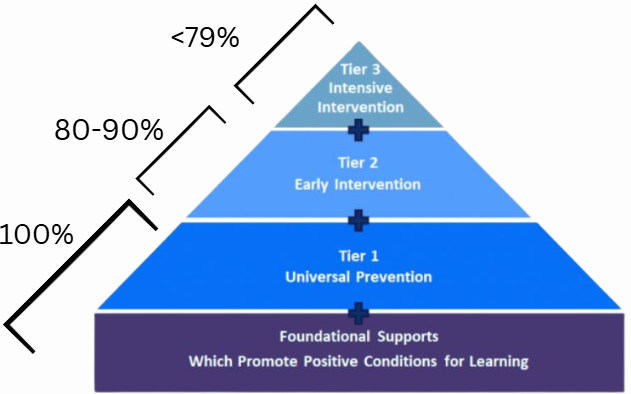 <79%
Tier 3
Intensive
Intervention
80-90%
Tier 2
Early Intervention
100%
Tier 1
Universal Prevention
Foundational Supports
Which Promote Positive Conditions for Learning